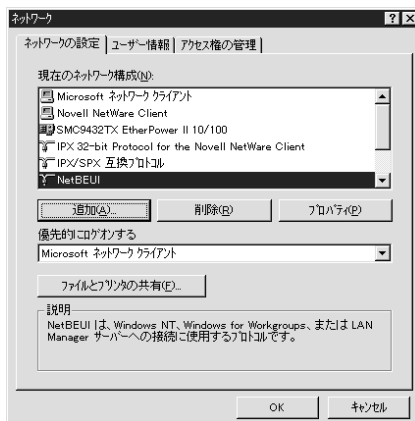 ネットワーク
ネットワークの設定 ユーザー情報 アクセス権の管理
現在のネットワーク構成(N):
Microsoft ネットワーク クライアント
Novell NetWare Client
SMC9432TX EtherPower II 10/100
IPX 32-bit Protocol for the Novell NetWare Client
IPX/SPX 互換プロトコル
NetBEUI
追加(A)... 削除(R) プロパティ(P)
優先的にログオンする
Microsoft ネットワーク クライアント
ファイルとプリンタの共有(F)...
説明
NetBEUI は、Windows NT、Windows for Workgroups、または LAN
Manager サーバーへの接続に使用するプロトコルです。
OK キャンセル